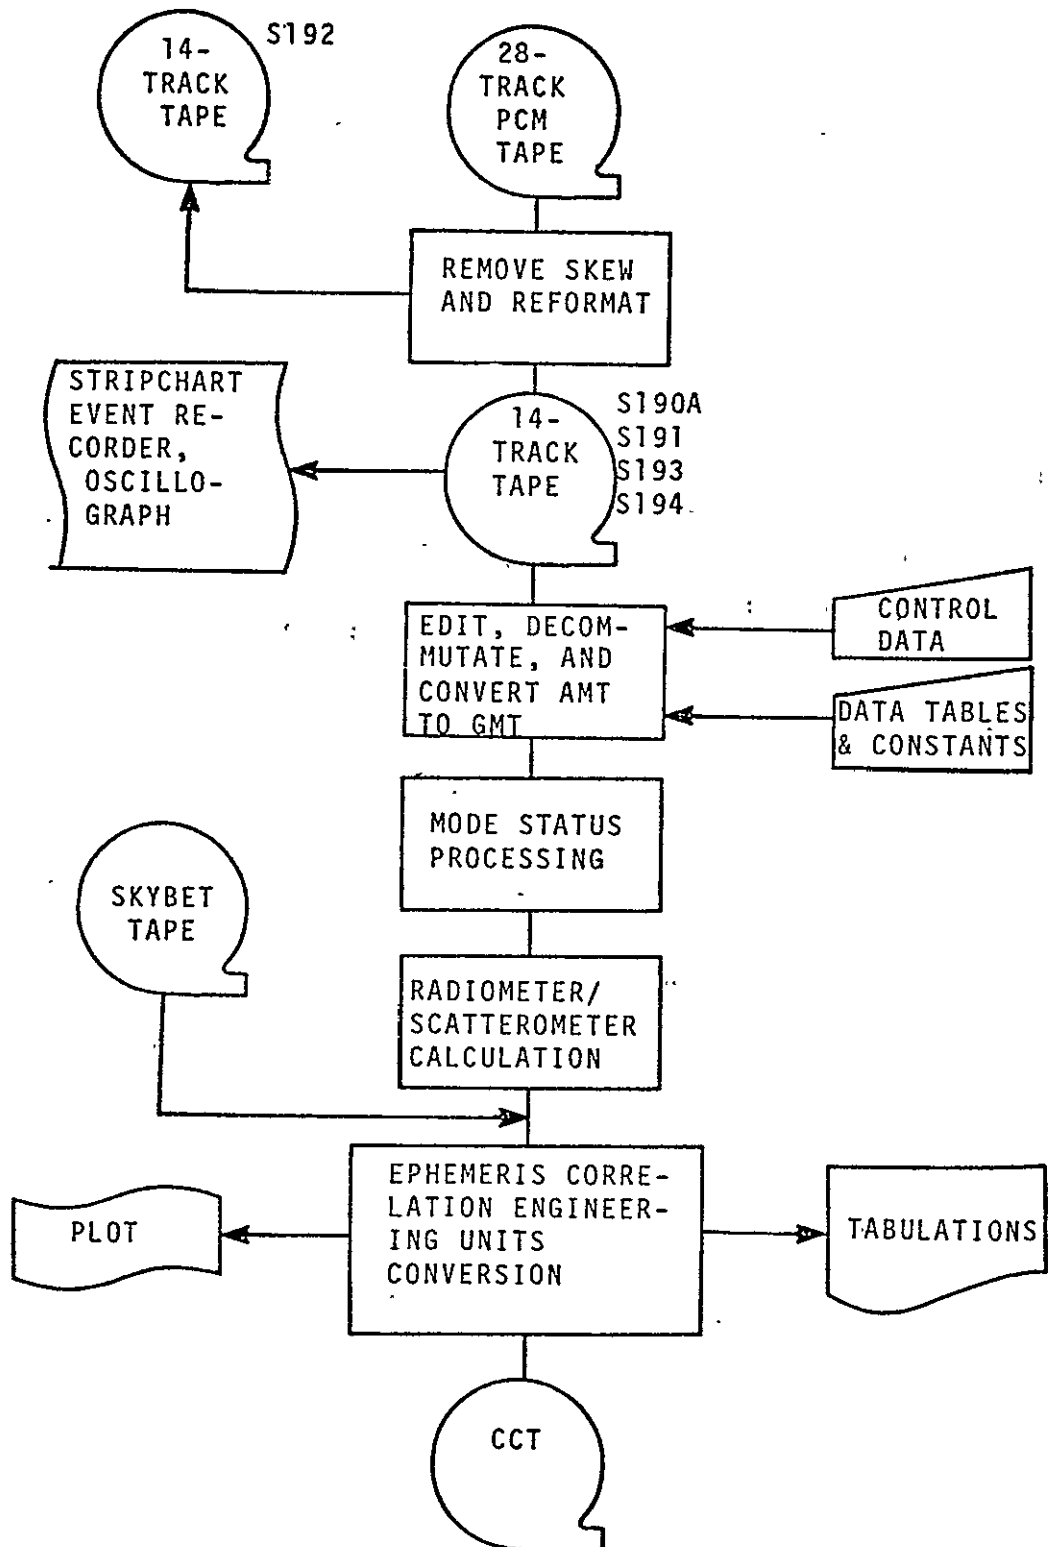 14-
TRACK
TAPE
S192
28-
TRACK
PCM
TAPE
REMOVE SKEW
AND REFORMAT
STRIPCHART
EVENT RE-
CORDER,
OSCILLO-
GRAPH
14-
TRACK
TAPE
S190A
S191
S193
S194
EDIT, DECOM-
MUTATE, AND
CONVERT AMT
TO GMT
CONTROL
DATA
DATA TABLES
& CONSTANTS
MODE STATUS
PROCESSING
SKYBET
TAPE
RADIOMETER/
SCATTEROMETER
CALCULATION
EPHEMERIS CORRE-
LATION ENGINEER-
ING UNITS
CONVERSION
PLOT
TABULATIONS
CCT